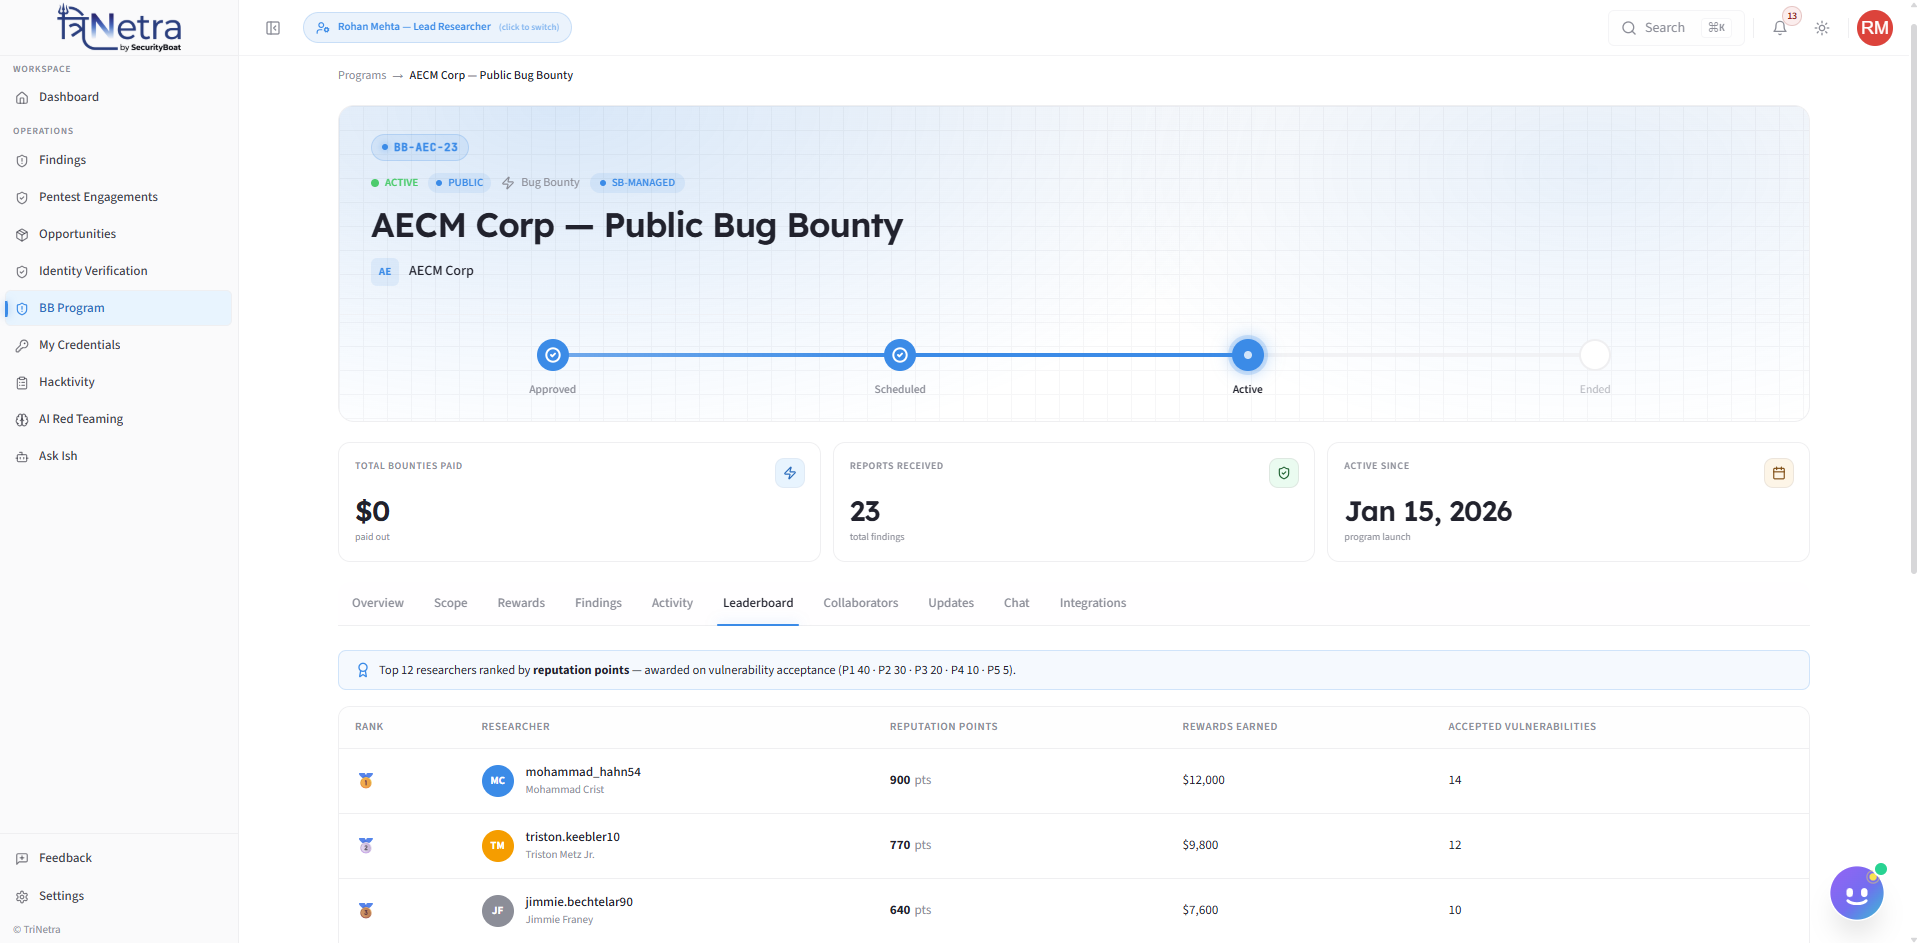 त्रिNetra
by SecurityBoat
Rohan Mehta — Lead Researcher (click to switch)
Search ⌘K
13
RM
WORKSPACE
Dashboard
OPERATIONS
Findings
Pentest Engagements
Opportunities
Identity Verification
BB Program
My Credentials
Hacktivity
AI Red Teaming
Ask Ish
Feedback
Settings
© TriNetra
Programs → AECM Corp — Public Bug Bounty
BB-AEC-23
ACTIVE PUBLIC Bug Bounty SB-MANAGED
AECM Corp — Public Bug Bounty
AE AECM Corp
Approved Scheduled Active Ended
TOTAL BOUNTIES PAID
$0
paid out
REPORTS RECEIVED
23
total findings
ACTIVE SINCE
Jan 15, 2026
program launch
Overview Scope Rewards Findings Activity Leaderboard Collaborators Updates Chat Integrations
Top 12 researchers ranked by reputation points — awarded on vulnerability acceptance (P1 40 · P2 30 · P3 20 · P4 10 · P5 5).
RANK RESEARCHER REPUTATION POINTS REWARDS EARNED ACCEPTED VULNERABILITIES
1 MC mohammad_hahn54 900 pts $12,000 14
Mohammad Crist
2 TM triston.keebler10 770 pts $9,800 12
Triston Metz Jr.
3 JF jimmie.bechtelar90 640 pts $7,600 10
Jimmie Franey